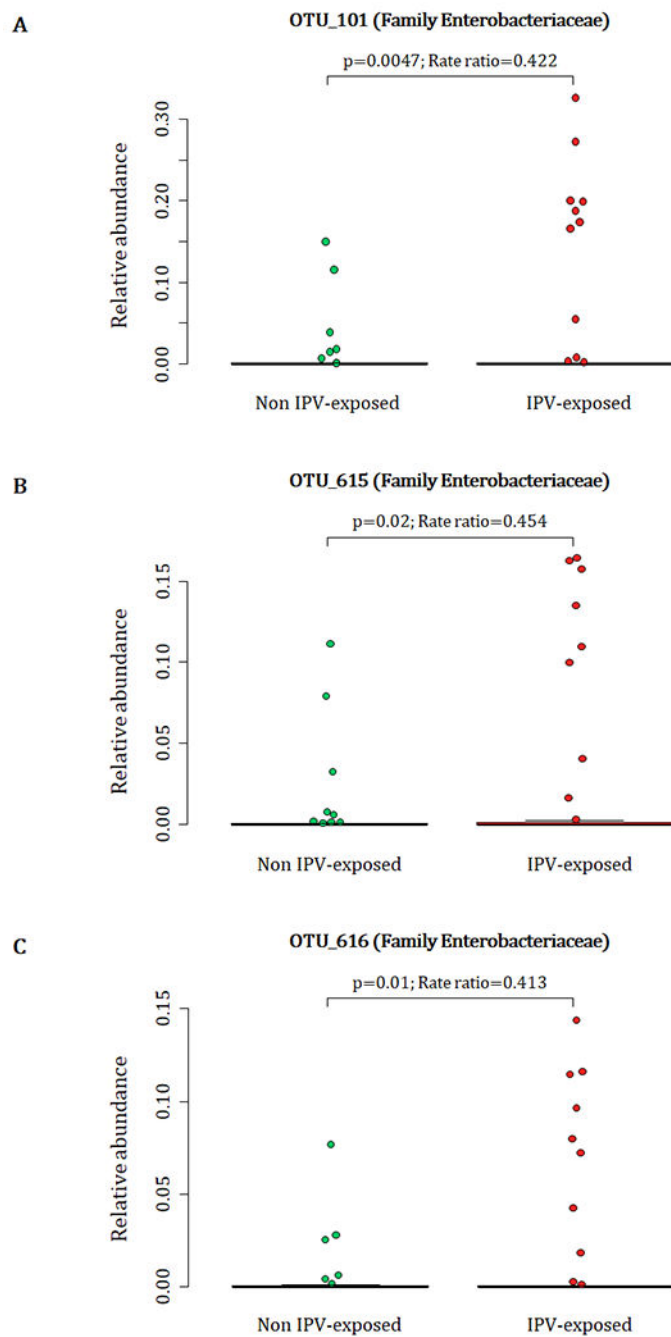 A
OTU_101 (Family Enterobacteriaceae)
p=0.0047; Rate ratio=0.422
Relative abundance
0.30
0.20
0.10
0.00
Non IPV-exposed
IPV-exposed
B
OTU_615 (Family Enterobacteriaceae)
p=0.02; Rate ratio=0.454
Relative abundance
0.15
0.10
0.05
0.00
Non IPV-exposed
IPV-exposed
C
OTU_616 (Family Enterobacteriaceae)
p=0.01; Rate ratio=0.413
Relative abundance
0.15
0.10
0.05
0.00
Non IPV-exposed
IPV-exposed